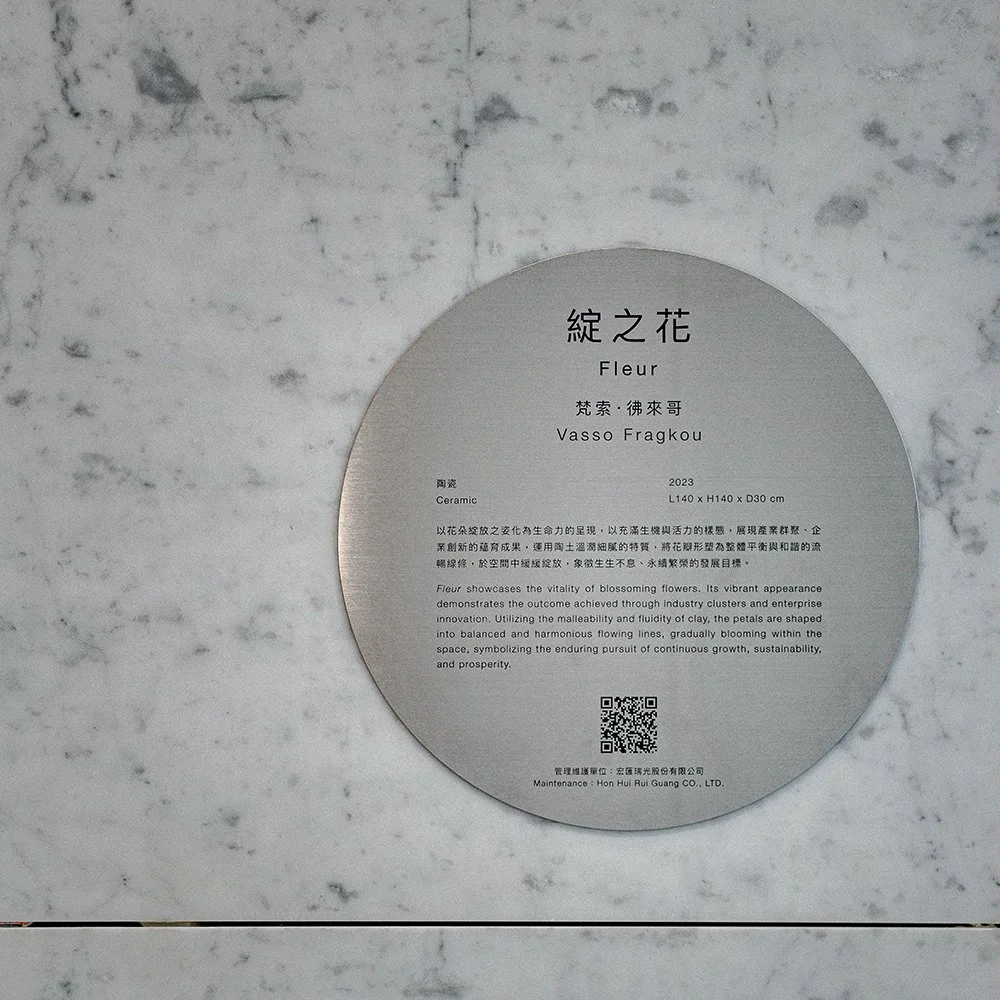 綻之花
Fleur
梵索·彿來哥
Vasso Fragkou
陶瓷
Ceramic
2023
L140 x H140 x D30 cm
以花朵綻放之姿化為生命力的呈現，以充滿生機與活力的樣態，展現產業群聚、企
業創新的蘊育成果，運用陶土溫潤細膩的特質，將花瓣形塑為整體平衡與和諧的流
暢線條，於空間中緩緩綻放，象徵生生不息、永續繁榮的發展目標。
Fleur showcases the vitality of blossoming flowers. Its vibrant appearance
demonstrates the outcome achieved through industry clusters and enterprise
innovation. Utilizing the malleability and fluidity of clay, the petals are shaped
into balanced and harmonious flowing lines, gradually blooming within the
space, symbolizing the enduring pursuit of continuous growth, sustainability,
and prosperity.
管理維護單位：宏匯瑞光股份有限公司
Maintenance：Hon Hui Rui Guang CO., LTD.